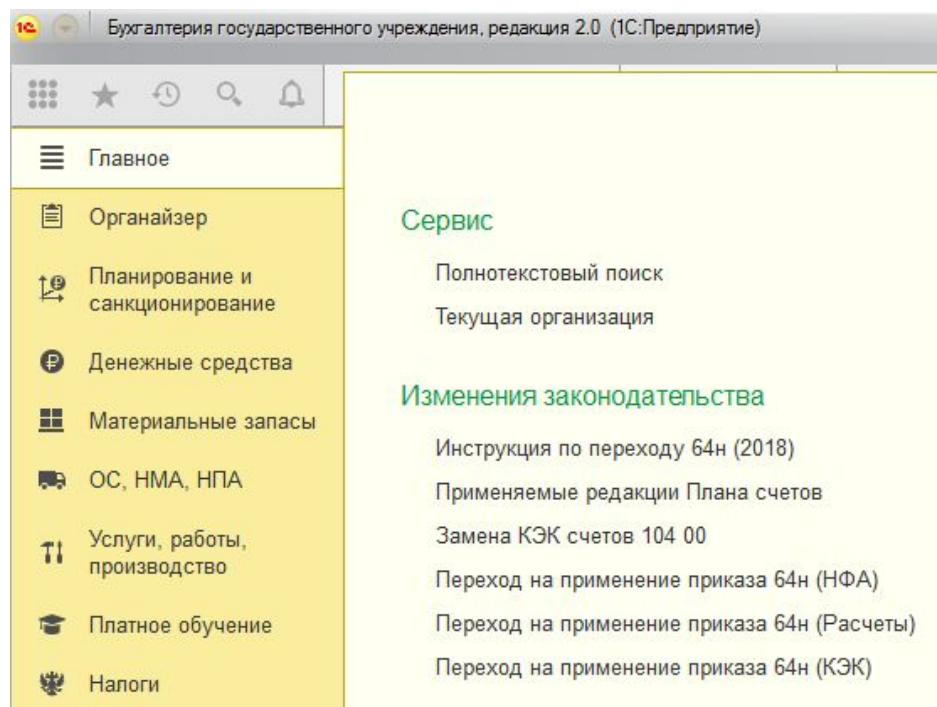 1С Бухгалтерия государственного учреждения, редакция 2.0 (1С:Предприятие)
Главное
Органайзер
Планирование и
санкционирование
Денежные средства
Материальные запасы
ОС, НМА, НПА
Услуги, работы,
производство
Платное обучение
Налоги
Сервис
Полнотекстовый поиск
Текущая организация
Изменения законодательства
Инструкция по переходу 64н (2018)
Применяемые редакции Плана счетов
Замена КЭК счетов 104 00
Переход на применение приказа 64н (НФА)
Переход на применение приказа 64н (Расчеты)
Переход на применение приказа 64н (КЭК)